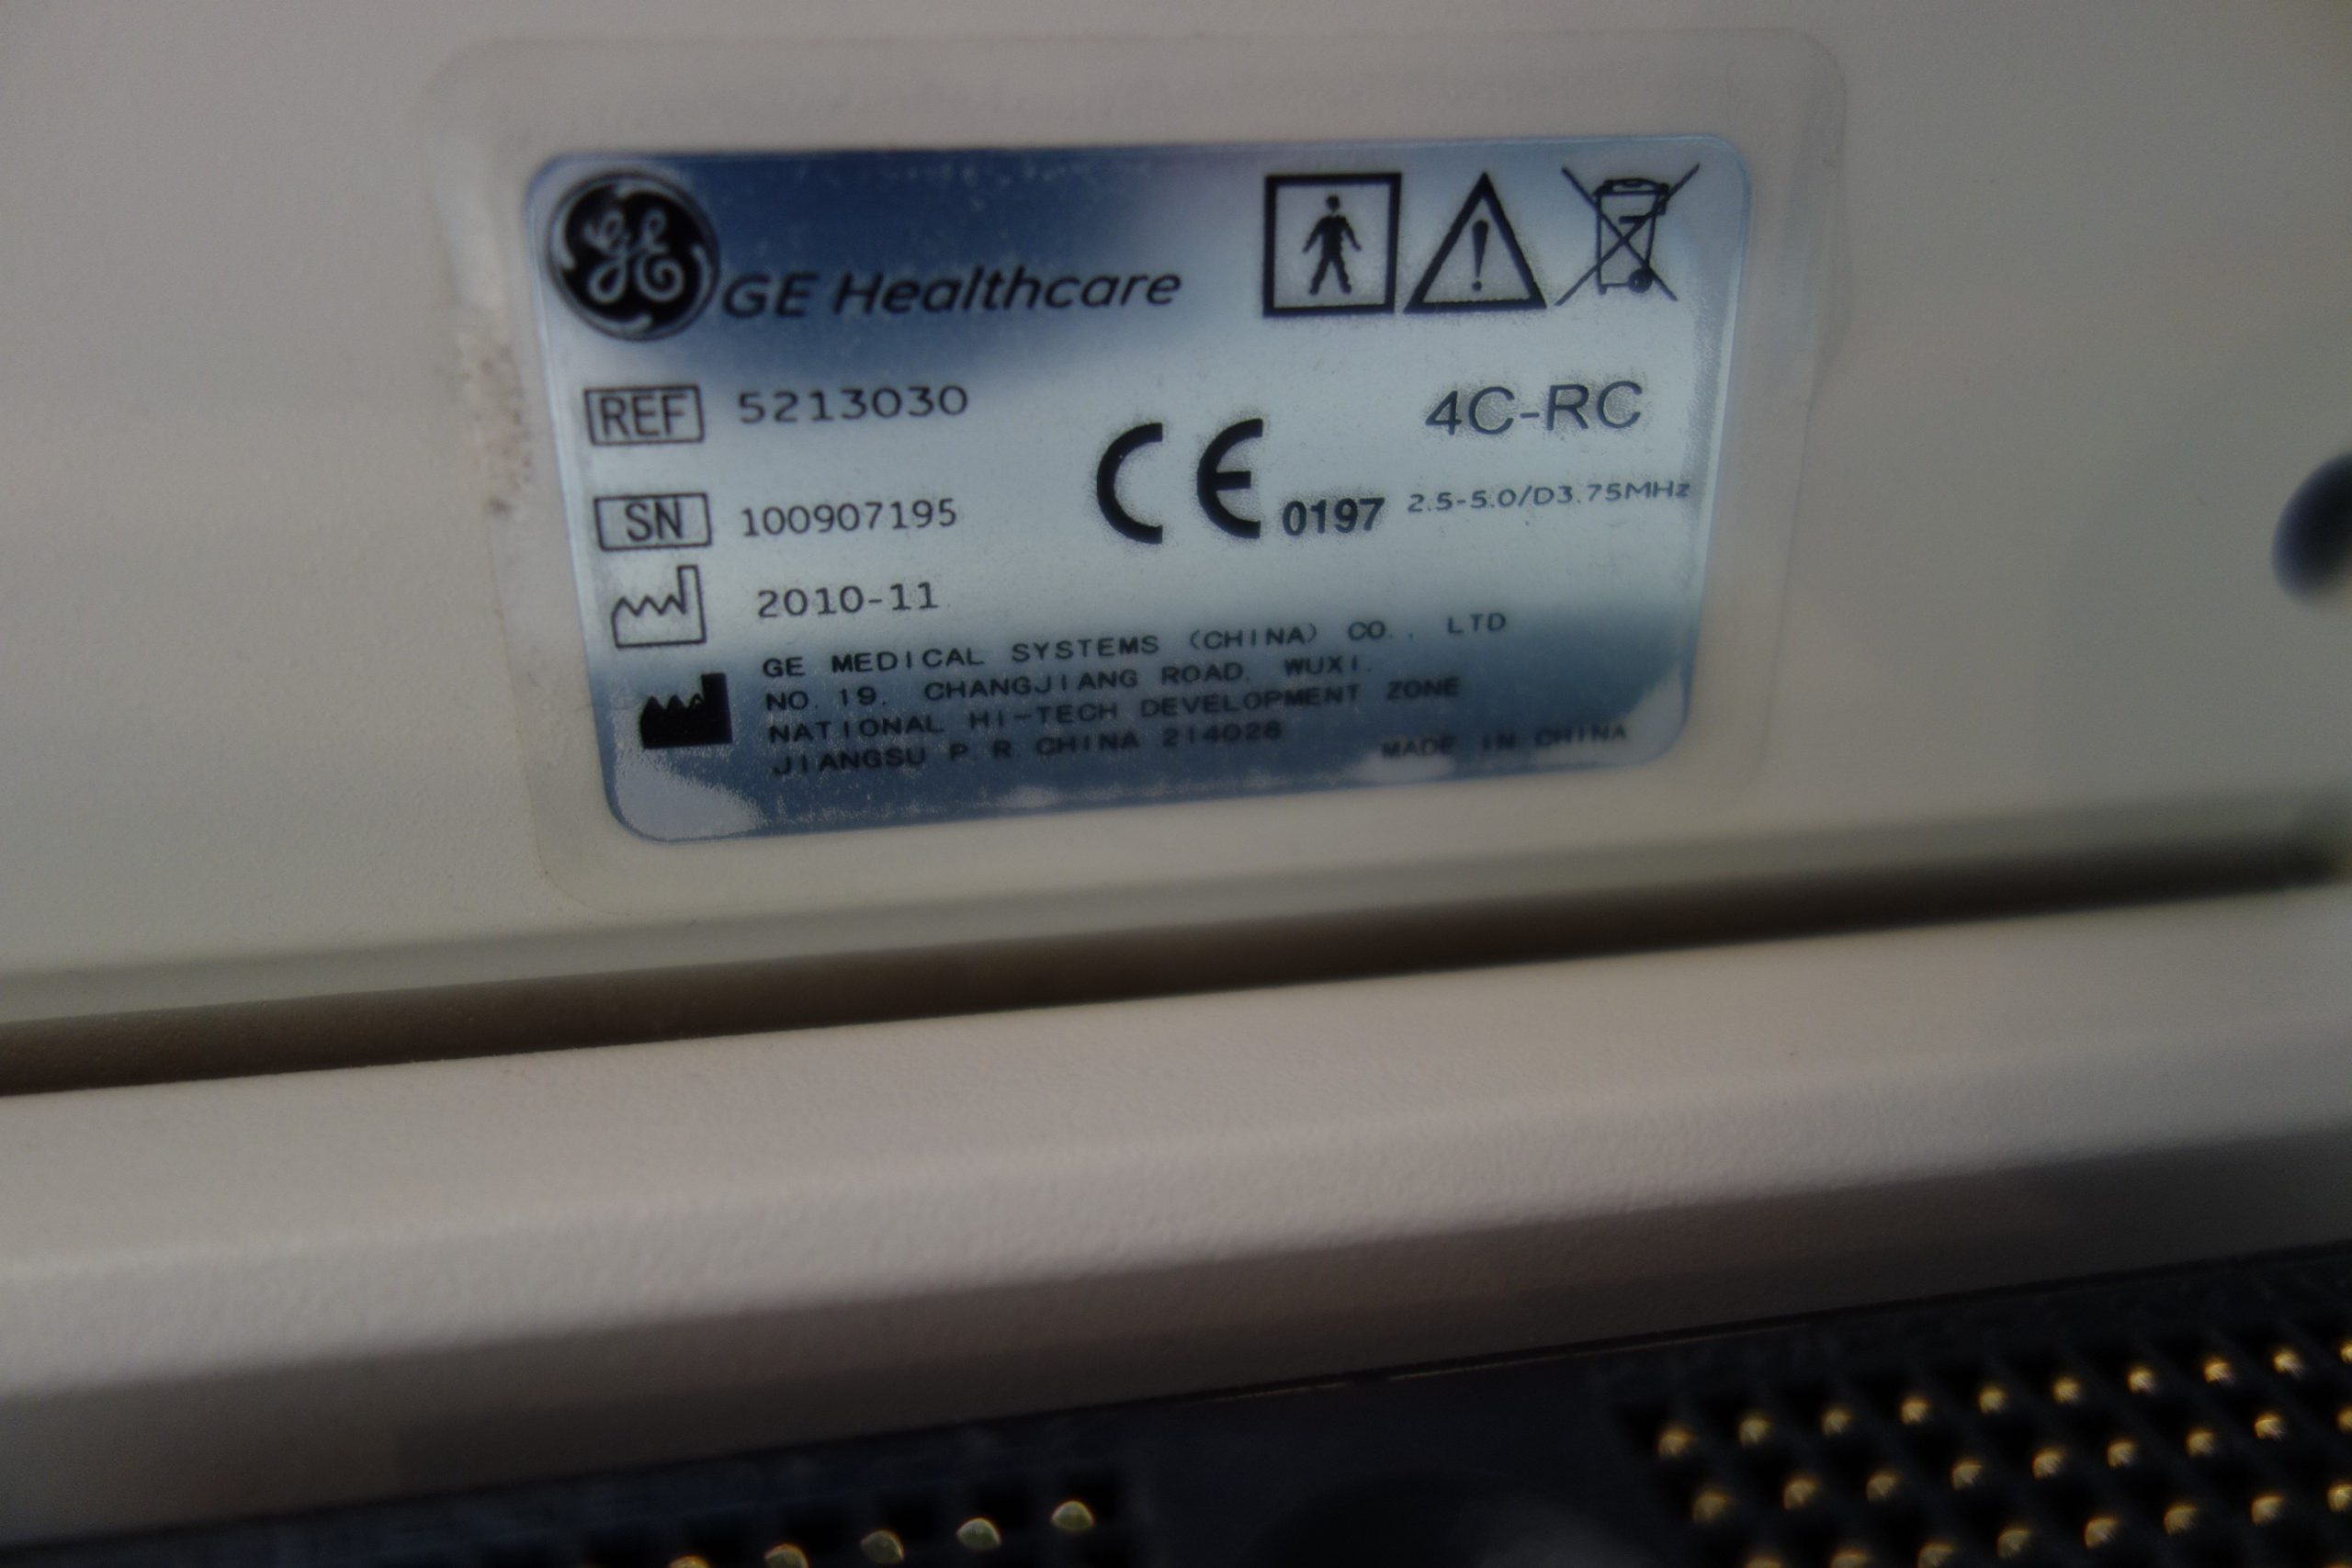 GE Healthcare
REF 5213030
4C-RC
SN 100907195
CE 0197 2.5-5.0/D3.75MHz
2010-11
GE MEDICAL SYSTEMS (CHINA) CO., LTD
NO. 19, CHANGJIANG ROAD, WUXI.
NATIONAL HI-TECH DEVELOPMENT ZONE
JIANGSU P R CHINA 214028
MADE IN CHINA